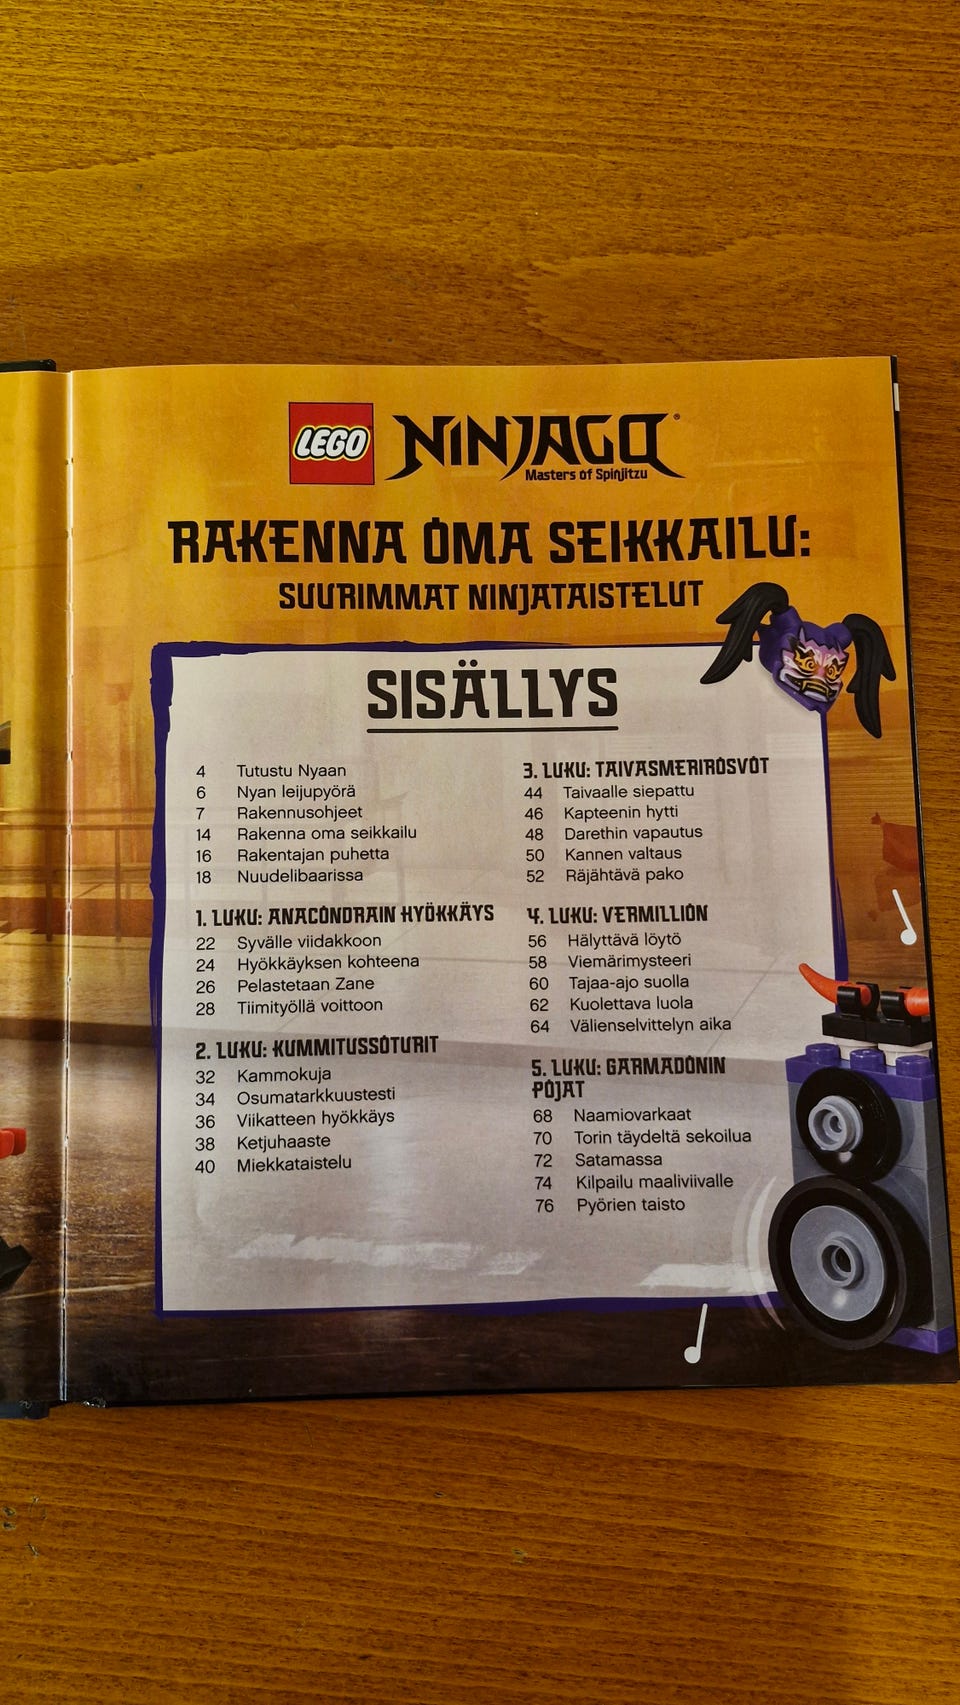 LEGO
NINJAGO®
Masters of Spinjitzu
RAKENNA OMA SEIKKAILU:
SUURIMMAT NINJATAISTELUT
SISÄLLYS
4 Tutustu Nyaan
6 Nyan leijupyörä
7 Rakennusohjeet
14 Rakenna oma seikkailu
16 Rakentajan puhetta
18 Nuudelibaarissa
1. LUKU: ANACONDRAIN HYÖKKÄYS
22 Syvälle viidakkoon
24 Hyökkäyksen kohteena
26 Pelastetaan Zane
28 Tiimityöllä voittoon
2. LUKU: KUMMITUSSOTURIT
32 Kammokuja
34 Osumatarkkuustesti
36 Viikatteen hyökkäys
38 Ketjuhaaste
40 Miekkataistelu
3. LUKU: TAIVASMERIROSVOT
44 Taivaalle siepattu
46 Kapteenin hytti
48 Darethin vapautus
50 Kannen valtaus
52 Räjähtävä pako
4. LUKU: VERMILLION
56 Hälyttävä löytö
58 Viemärimysteeri
60 Tajaa-ajo suolla
62 Kuolettava luola
64 Välienselvittelyn aika
5. LUKU: GARMADONIN
POJAT
68 Naamiovarkaat
70 Torin täydeltä sekoilua
72 Satamassa
74 Kilpailu maaliviivalle
76 Pyörien taisto